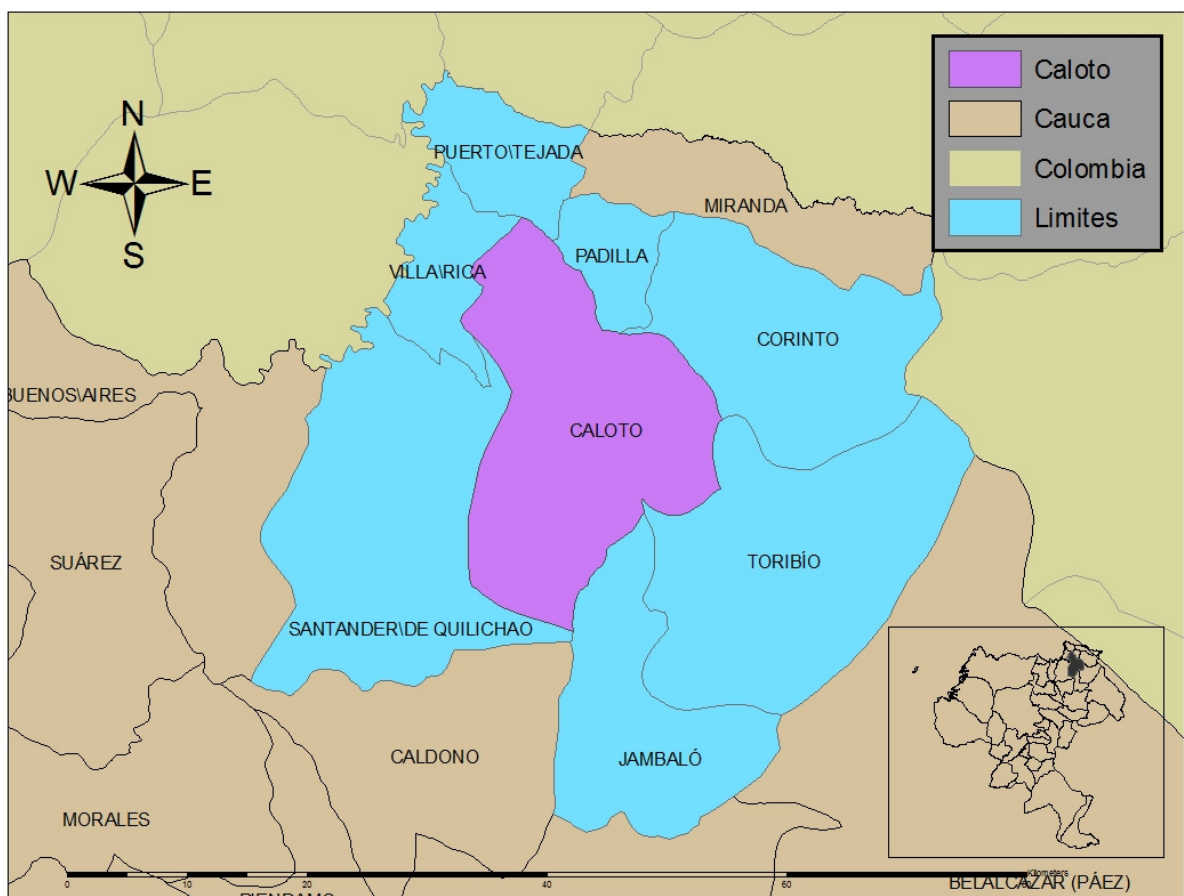 Caloto
Cauca
Colombia
Limites
N
W E
S
PUERTO\TEJADA
MIRANDA
PADILLA
VILLA\RICA
CORINTO
BUENOS\AIRES
CALOTO
SUÁREZ
TORIBÍO
SANTANDER\DE QUILICHAO
CALDONO
JAMBALÓ
MORALES
Kilometers
0 10 20 40 60
BELALCAZAR (PÁEZ)